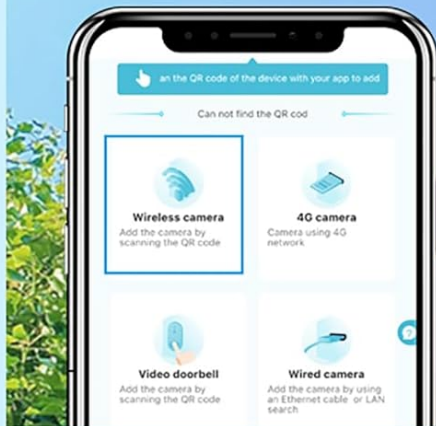 an the QR code of the device with your app to add
Can not find the QR cod
Wireless camera
Add the camera by
scanning the QR code
4G camera
Camera using 4G
network
Video doorbell
Add the camera by
scanning the QR code
Wired camera
Add the camera by using
an Ethernet cable or LAN
search
?